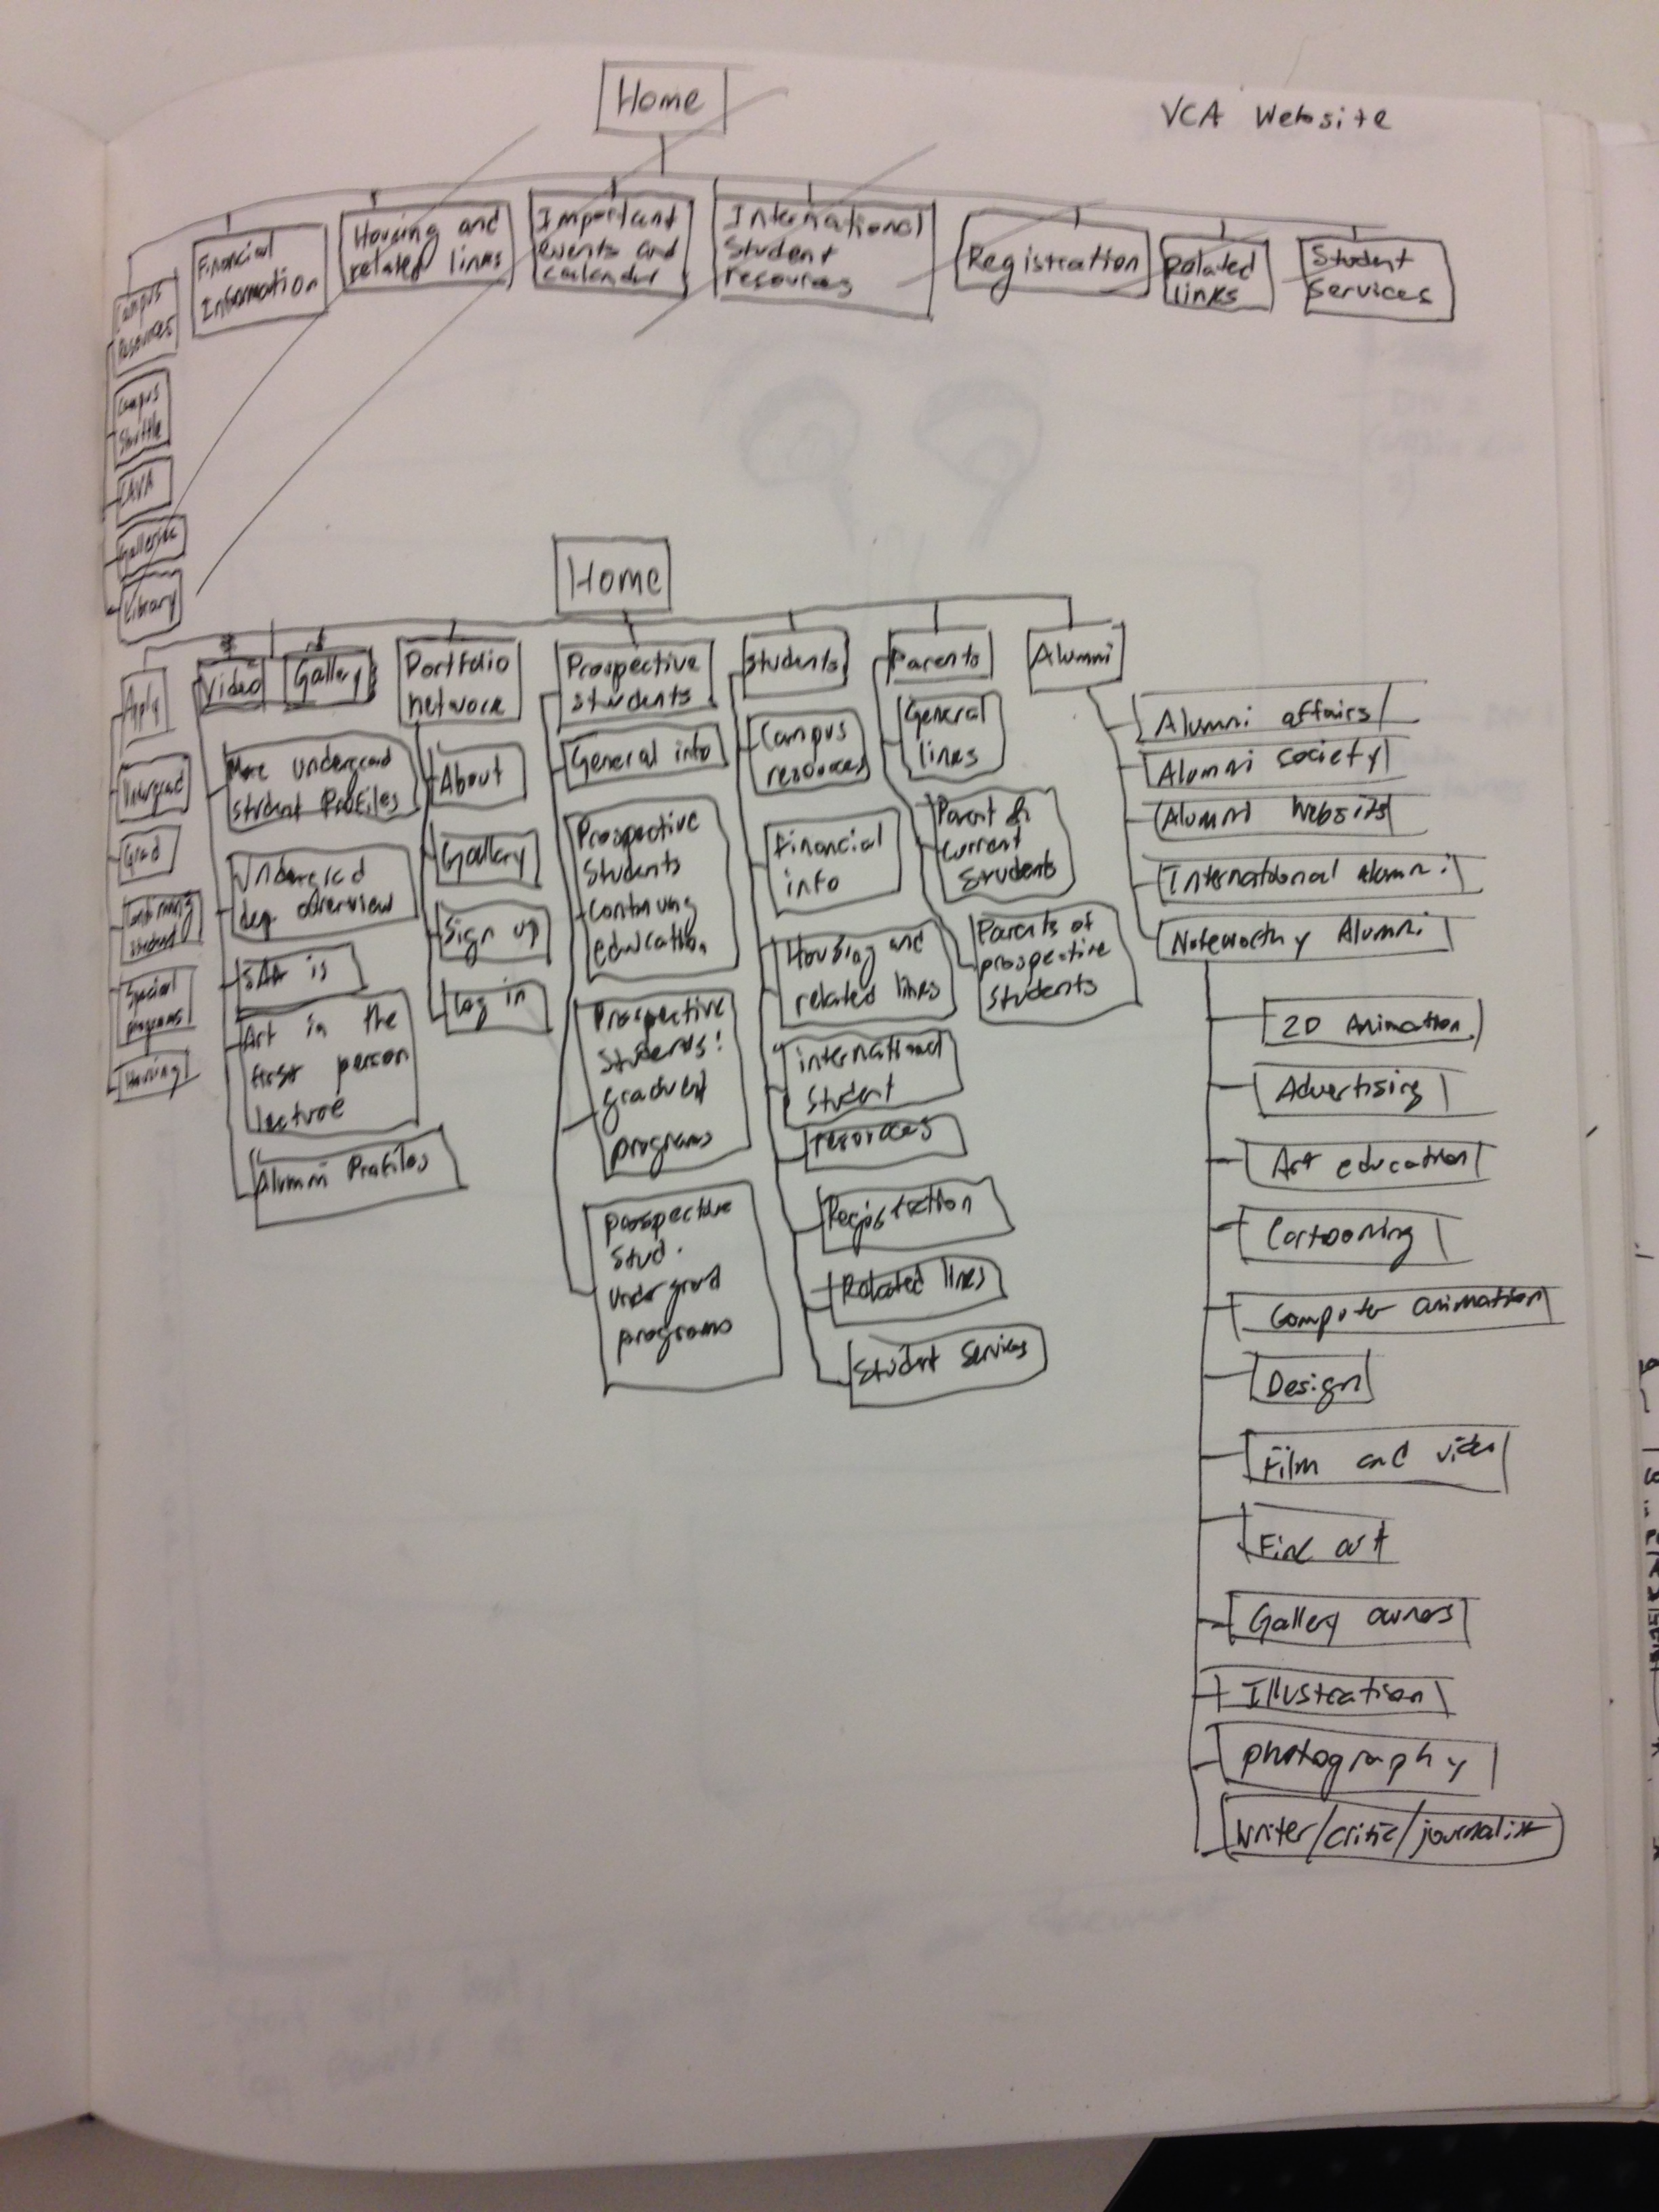 Home
VCA Website
Financial
Information
Housing and
related links
Important
events and
calendar
International
Student
resources
Registration
Related
links
Student
Services
Campus
Resources
Campus
Shuttle
Galleries
Library
Home
Apply
Undergrad
Grad
Continuing
student
Special
programs
Housing
Video
More undergrad
student Profiles
Undergrad
dep. overview
is
Art in the
first person
lecture
Alumni Profiles
Gallery
Portfolio
network
About
Gallery
Sign up
Log in
Prospective
students
General info
Prospective
Students
continuing
education
Prospective
Students:
programs
prospective
Stud.
undergrad
programs
Students
Campus
resources
Financial
info
Housing and
related links
international
Student
resources
Registration
Related links
Student Services
Parents
General
links
Parent of
current
Students
Parents of
prospective
Students
Alumni
Alumni affairs
Alumni society
Alumni Website
International alumni
Noteworthy Alumni
2D Animation
Advertising
Art education
Cartooning
Computer animation
Design
Film and video
Fine art
Gallery owners
Illustration
photography
Writer/critic/journalist